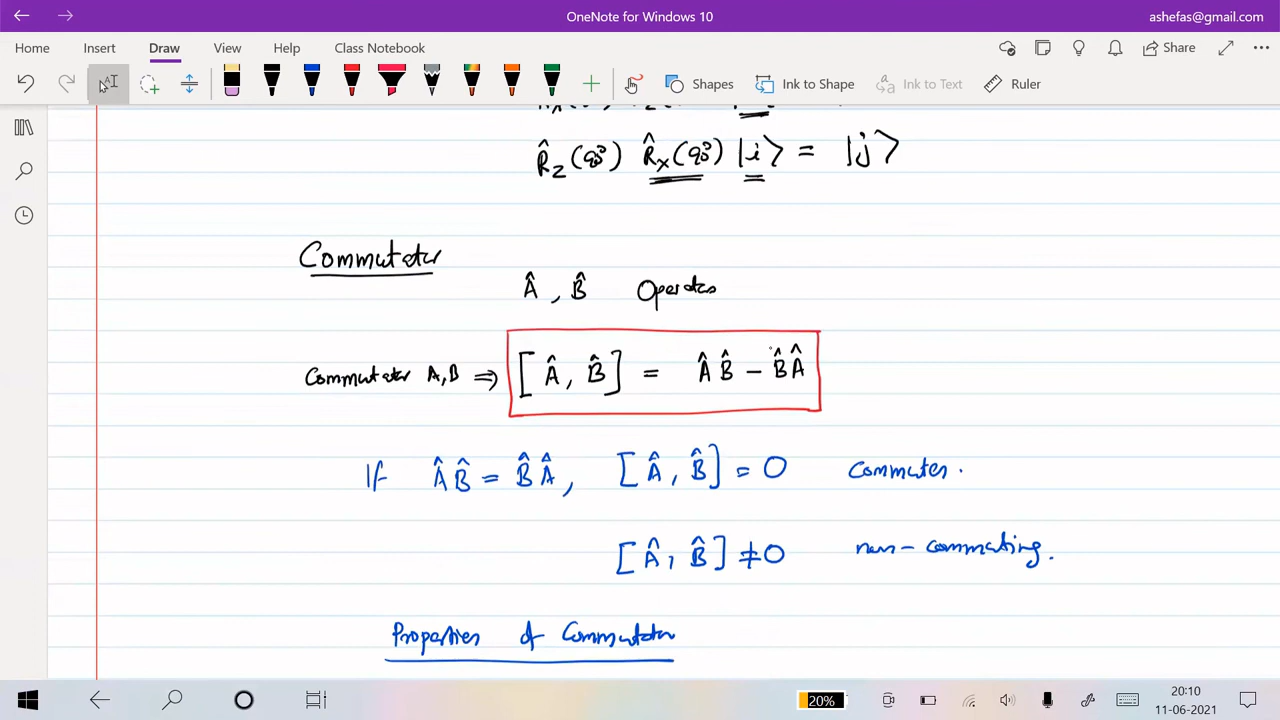 OneNote for Windows 10
ashefas@gmail.com
Home Insert Draw View Help Class Notebook Share
Shapes Ink to Shape Ink to Text Ruler
R̂z(90°) R̂x(90°) |i⟩ = |j⟩
Commutator
Â , B̂ Operators
Commutator A,B ⇒ [Â , B̂] = ÂB̂ − B̂Â
If ÂB̂ = B̂Â , [Â , B̂] = 0 Commutes .
[Â , B̂] ≠ 0 non-commuting .
Properties of Commutator
20%
20:10
11-06-2021